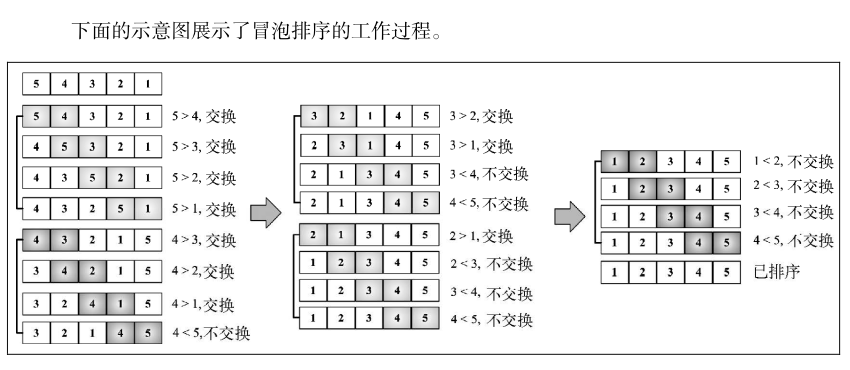 下面的示意图展示了冒泡排序的工作过程。
5 4 3 2 1
5 4 3 2 1 5 > 4, 交换
4 5 3 2 1 5 > 3, 交换
4 3 5 2 1 5 > 2, 交换
4 3 2 5 1 5 > 1, 交换
4 3 2 1 5 4 > 3, 交换
3 4 2 1 5 4 > 2, 交换
3 2 4 1 5 4 > 1, 交换
3 2 1 4 5 4 < 5,不交换
3 2 1 4 5 3 > 2, 交换
2 3 1 4 5 3 > 1, 交换
2 1 3 4 5 3 < 4, 不交换
2 1 3 4 5 4 < 5, 不交换
2 1 3 4 5 2 > 1, 交换
1 2 3 4 5 2 < 3, 不交换
1 2 3 4 5 3 < 4, 不交换
1 2 3 4 5 4 < 5, 不交换
1 2 3 4 5 1 < 2, 不交换
1 2 3 4 5 2 < 3, 不交换
1 2 3 4 5 3 < 4, 不交换
1 2 3 4 5 4 < 5, 不交换
1 2 3 4 5 已排序